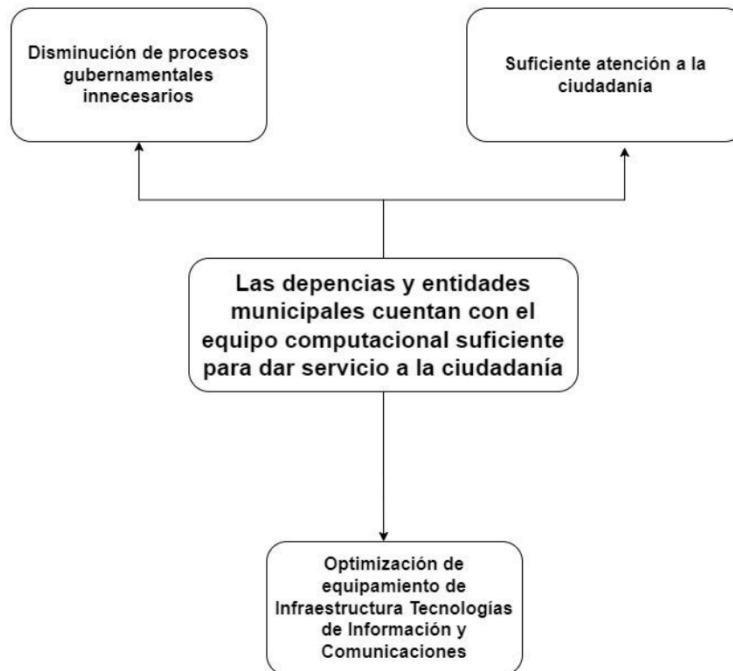 Disminución de procesos
gubernamentales
innecesarios
Suficiente atención a la
ciudadanía
Las depencias y entidades
municipales cuentan con el
equipo computacional suficiente
para dar servicio a la ciudadanía
Optimización de
equipamiento de
Infraestructura Tecnologías
de Información y
Comunicaciones